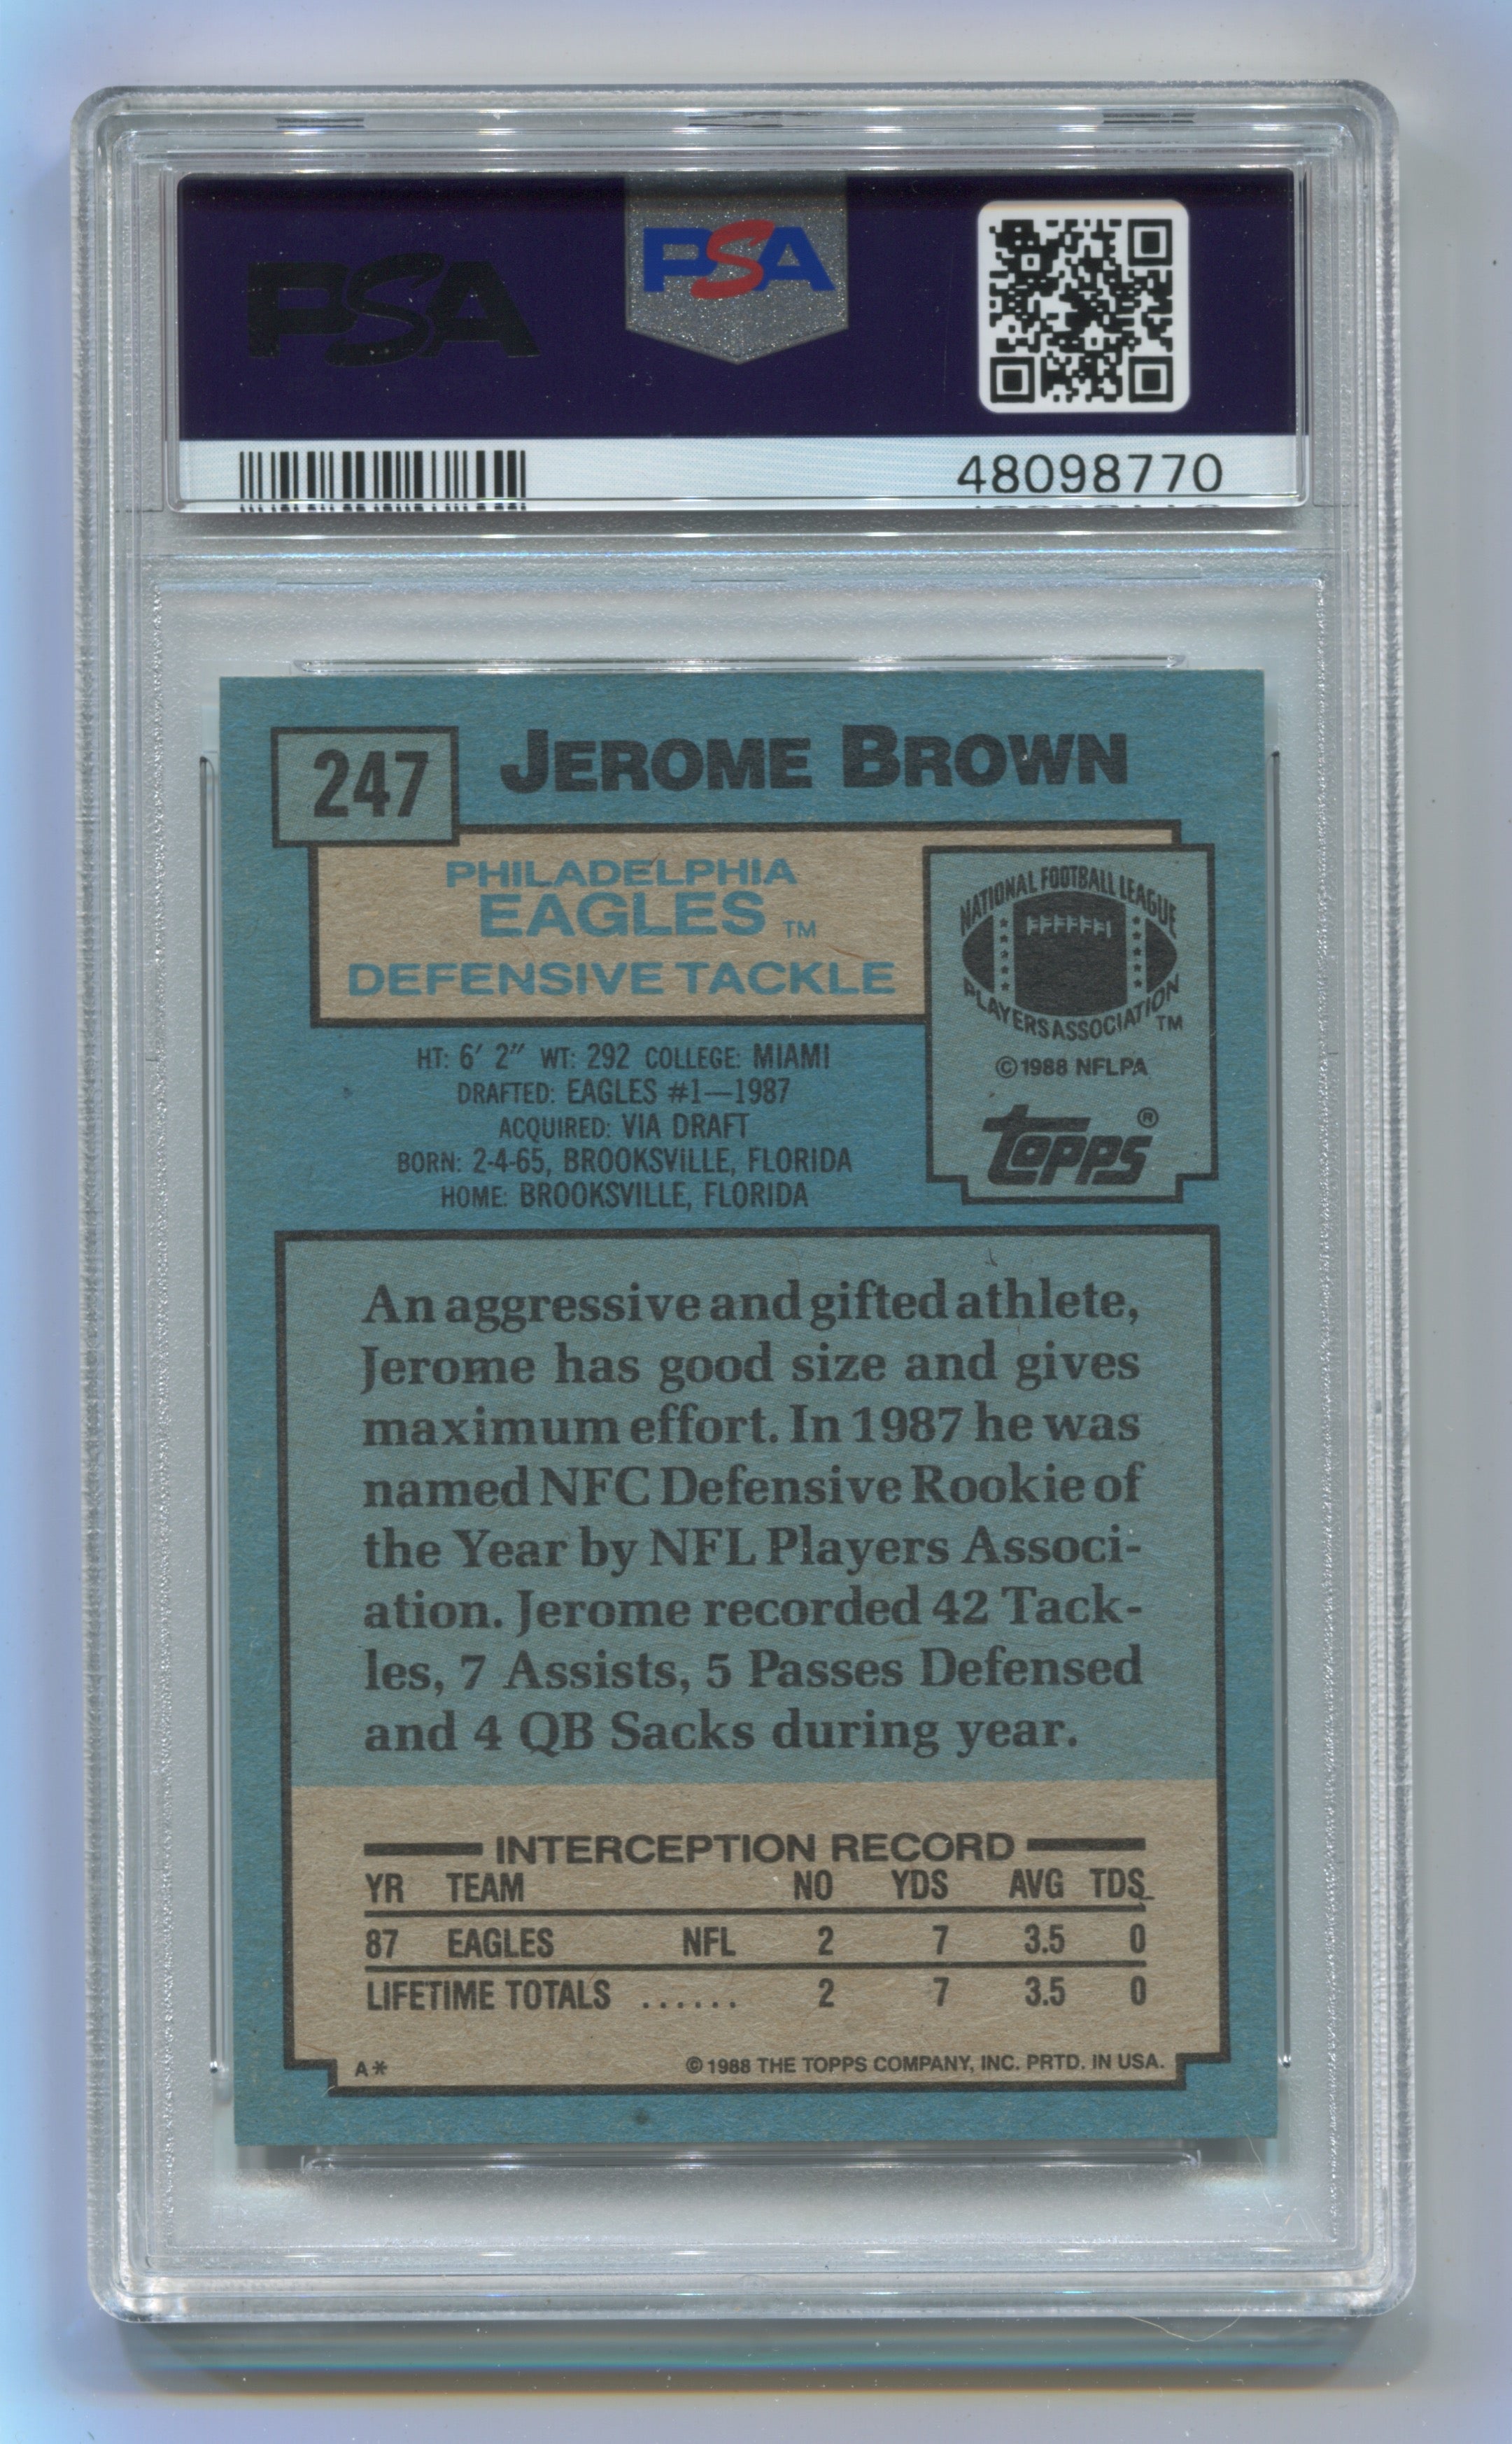 PSA
PSA
48098770
247
JEROME BROWN
PHILADELPHIA
EAGLES TM
DEFENSIVE TACKLE
NATIONAL FOOTBALL LEAGUE
PLAYERS ASSOCIATION TM
© 1988 NFLPA
TOPPS ®
HT: 6' 2" WT: 292 COLLEGE: MIAMI
DRAFTED: EAGLES #1—1987
ACQUIRED: VIA DRAFT
BORN: 2-4-65, BROOKSVILLE, FLORIDA
HOME: BROOKSVILLE, FLORIDA
An aggressive and gifted athlete,
Jerome has good size and gives
maximum effort. In 1987 he was
named NFC Defensive Rookie of
the Year by NFL Players Associ-
ation. Jerome recorded 42 Tack-
les, 7 Assists, 5 Passes Defensed
and 4 QB Sacks during year.
INTERCEPTION RECORD
YR TEAM NO YDS AVG TDS
87 EAGLES NFL 2 7 3.5 0
LIFETIME TOTALS ...... 2 7 3.5 0
A* © 1988 THE TOPPS COMPANY, INC. PRTD. IN USA.